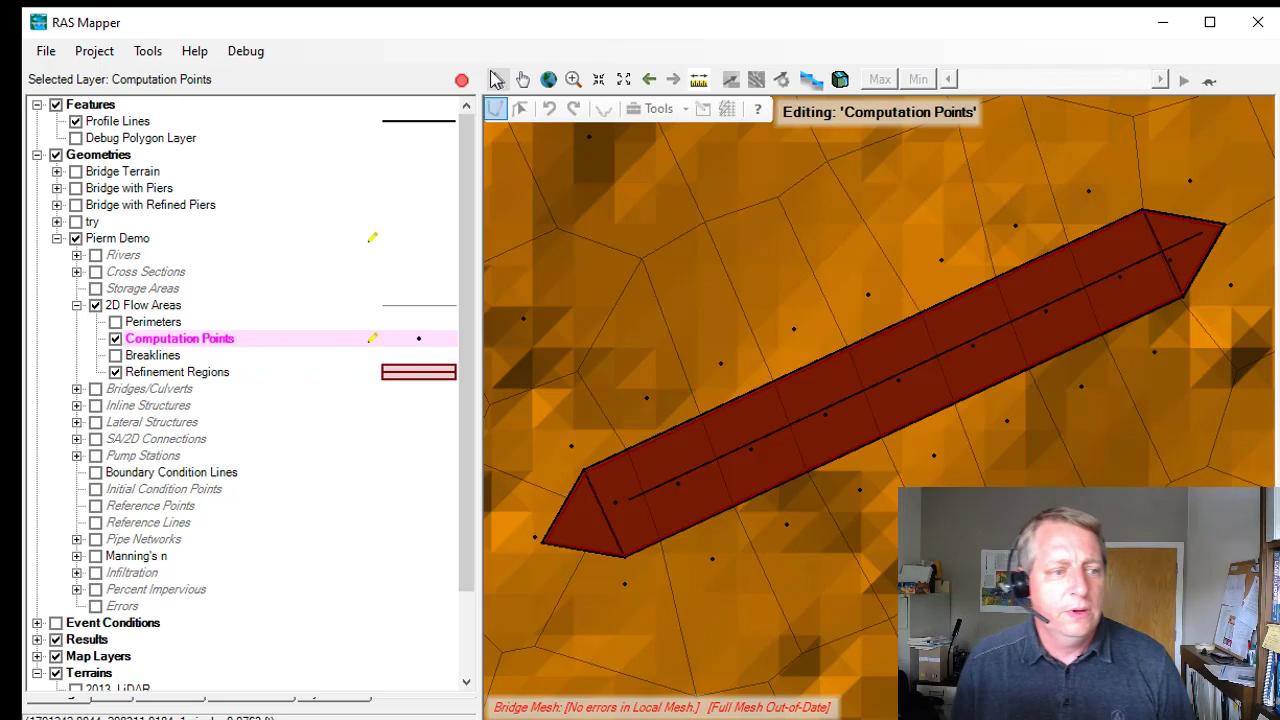 RAS Mapper
File Project Tools Help Debug
Selected Layer: Computation Points
Max Min
Features
Profile Lines
Debug Polygon Layer
Geometries
Bridge Terrain
Bridge with Piers
Bridge with Refined Piers
try
Pierm Demo
Rivers
Cross Sections
Storage Areas
2D Flow Areas
Perimeters
Computation Points
Breaklines
Refinement Regions
Bridges/Culverts
Inline Structures
Lateral Structures
SA/2D Connections
Pump Stations
Boundary Condition Lines
Initial Condition Points
Reference Points
Reference Lines
Pipe Networks
Manning's n
Infiltration
Percent Impervious
Errors
Event Conditions
Results
Map Layers
Terrains
2013_LiDAR
Tools ?
Editing: 'Computation Points'
Bridge Mesh: [No errors in Local Mesh.] [Full Mesh Out-of-Date]